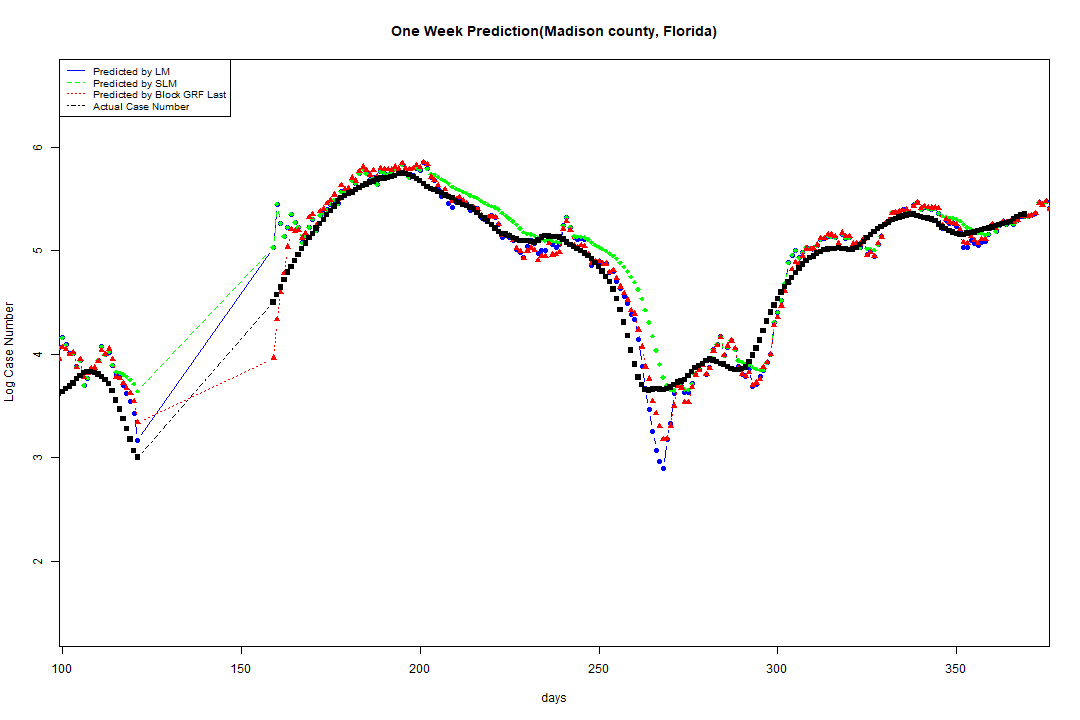 One Week Prediction(Madison county, Florida)
Predicted by LM
Predicted by SLM
Predicted by Block GRF Last
Actual Case Number
6
5
4
3
2
Log Case Number
100 150 200 250 300 350
days